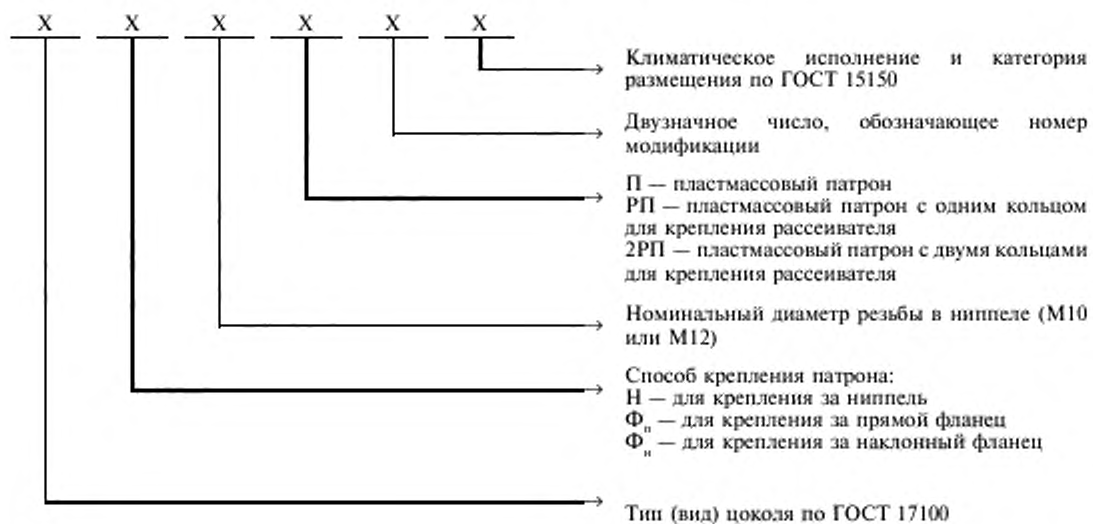 X X X X X X
Климатическое исполнение и категория
размещения по ГОСТ 15150
Двузначное число, обозначающее номер
модификации
П — пластмассовый патрон
РП — пластмассовый патрон с одним кольцом
для крепления рассеивателя
2РП — пластмассовый патрон с двумя кольцами
для крепления рассеивателя
Номинальный диаметр резьбы в ниппеле (М10
или М12)
Способ крепления патрона:
Н — для крепления за ниппель
Фп — для крепления за прямой фланец
Фн — для крепления за наклонный фланец
Тип (вид) цоколя по ГОСТ 17100